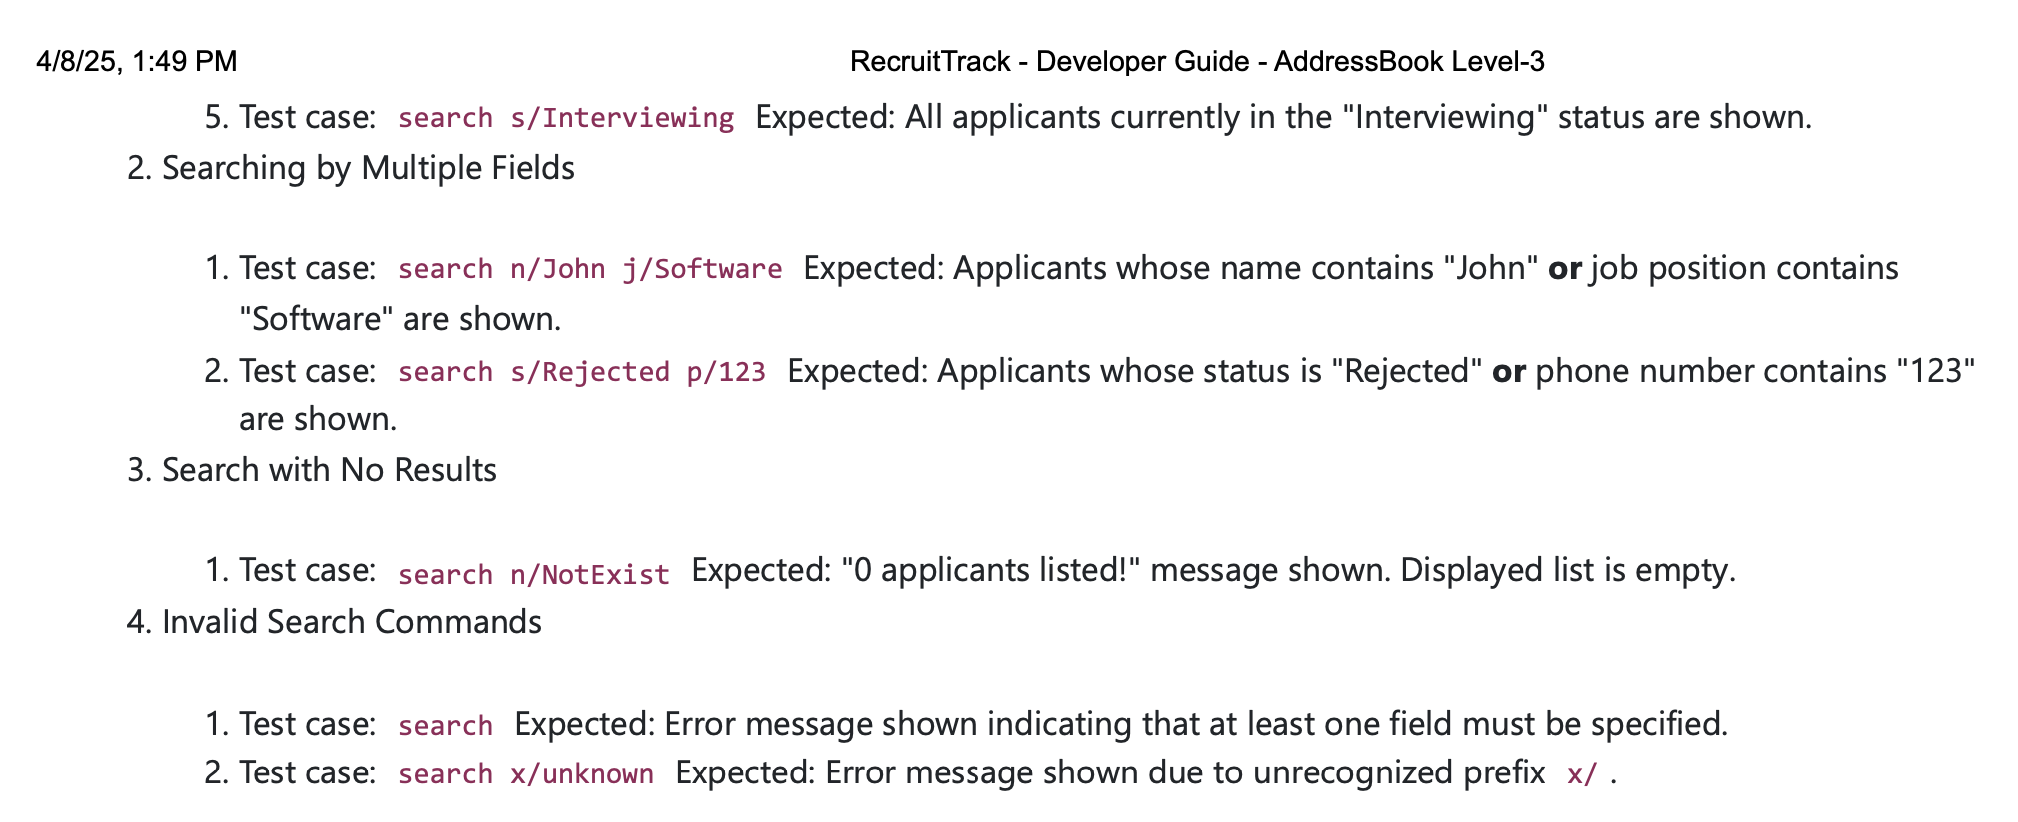 4/8/25, 1:49 PM RecruitTrack - Developer Guide - AddressBook Level-3
5. Test case: search s/Interviewing Expected: All applicants currently in the "Interviewing" status are shown.
2. Searching by Multiple Fields
1. Test case: search n/John j/Software Expected: Applicants whose name contains "John" or job position contains
"Software" are shown.
2. Test case: search s/Rejected p/123 Expected: Applicants whose status is "Rejected" or phone number contains "123"
are shown.
3. Search with No Results
1. Test case: search n/NotExist Expected: "0 applicants listed!" message shown. Displayed list is empty.
4. Invalid Search Commands
1. Test case: search Expected: Error message shown indicating that at least one field must be specified.
2. Test case: search x/unknown Expected: Error message shown due to unrecognized prefix x/ .